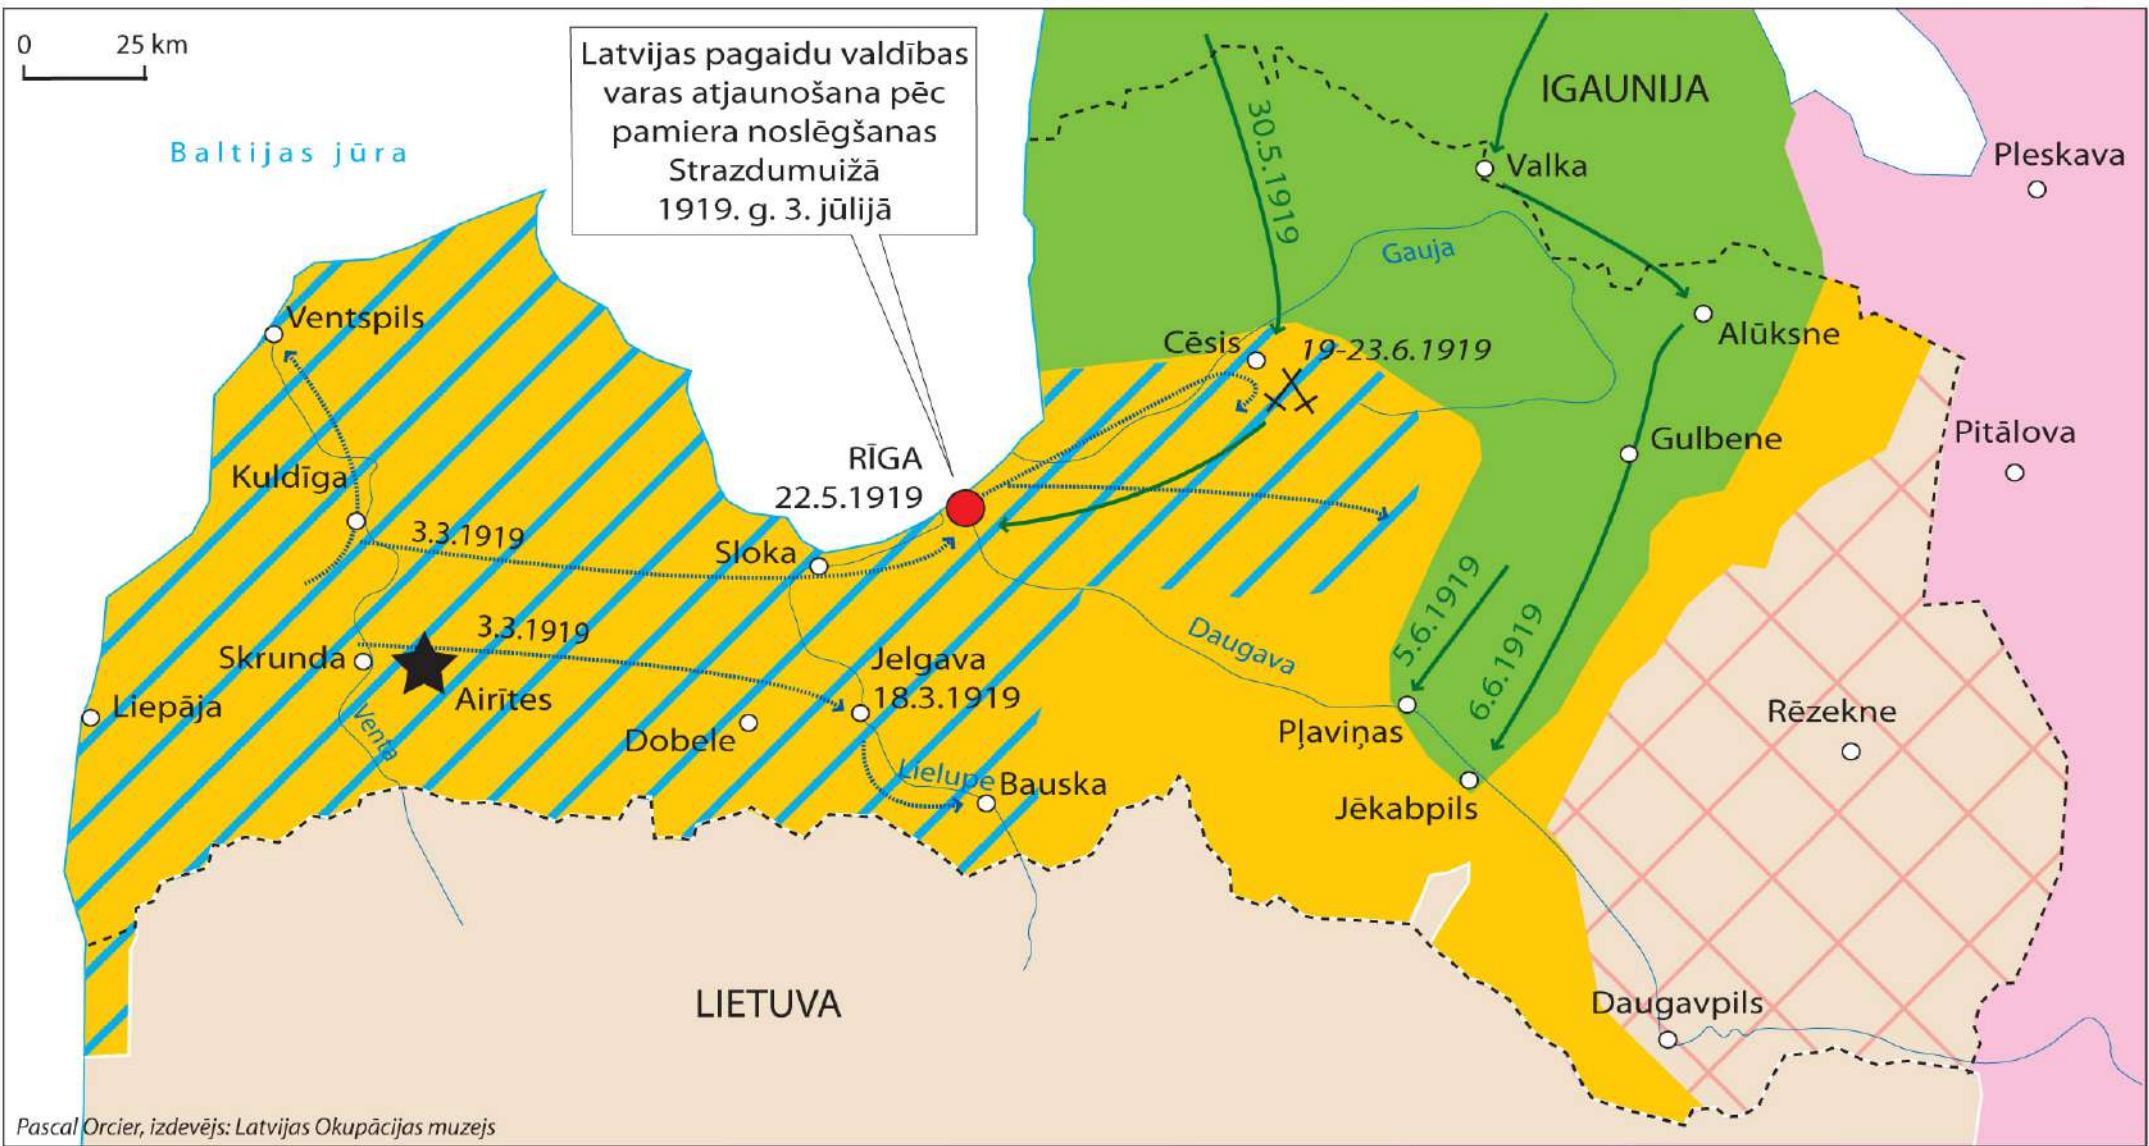 0 25 km
Latvijas pagaidu valdības
varas atjaunošana pēc
pamiera noslēgšanas
Strazdumuižā
1919. g. 3. jūlijā
IGAUNIJA
Baltijas jūra
30.5.1919
Valka
Pleskava
Gauja
Ventspils
Cēsis
19-23.6.1919
Alūksne
Gulbene
Pitālova
RĪGA
22.5.1919
Kuldīga
3.3.1919
Sloka
5.6.1919
6.6.1919
3.3.1919
Skrunda
Airītes
Jelgava
18.3.1919
Daugava
Liepāja
Venta
Dobele
Pļaviņas
Rēzekne
Lielupe
Bauska
Jēkabpils
LIETUVA
Daugavpils
Pascal Orcier, izdevējs: Latvijas Okupācijas muzejs